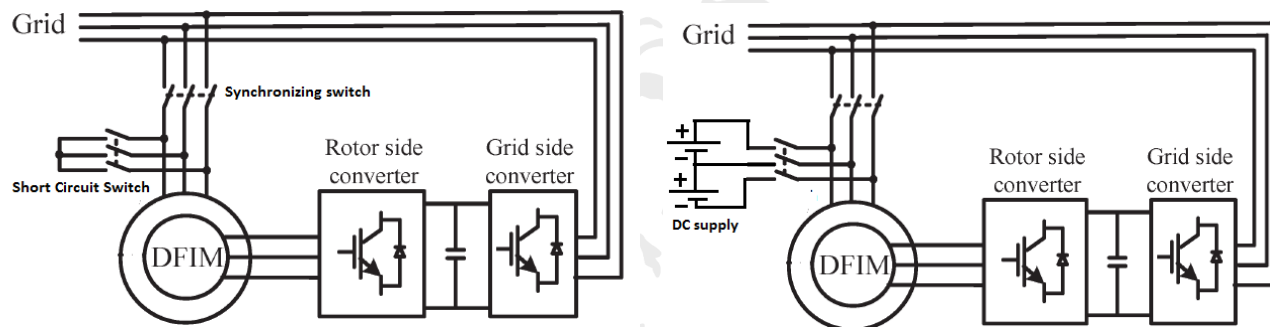 Grid
Synchronizing switch
Short Circuit Switch
Rotor side
converter
Grid side
converter
DFIM
Grid
+
-
+
-
DC supply
Rotor side
converter
Grid side
converter
DFIM